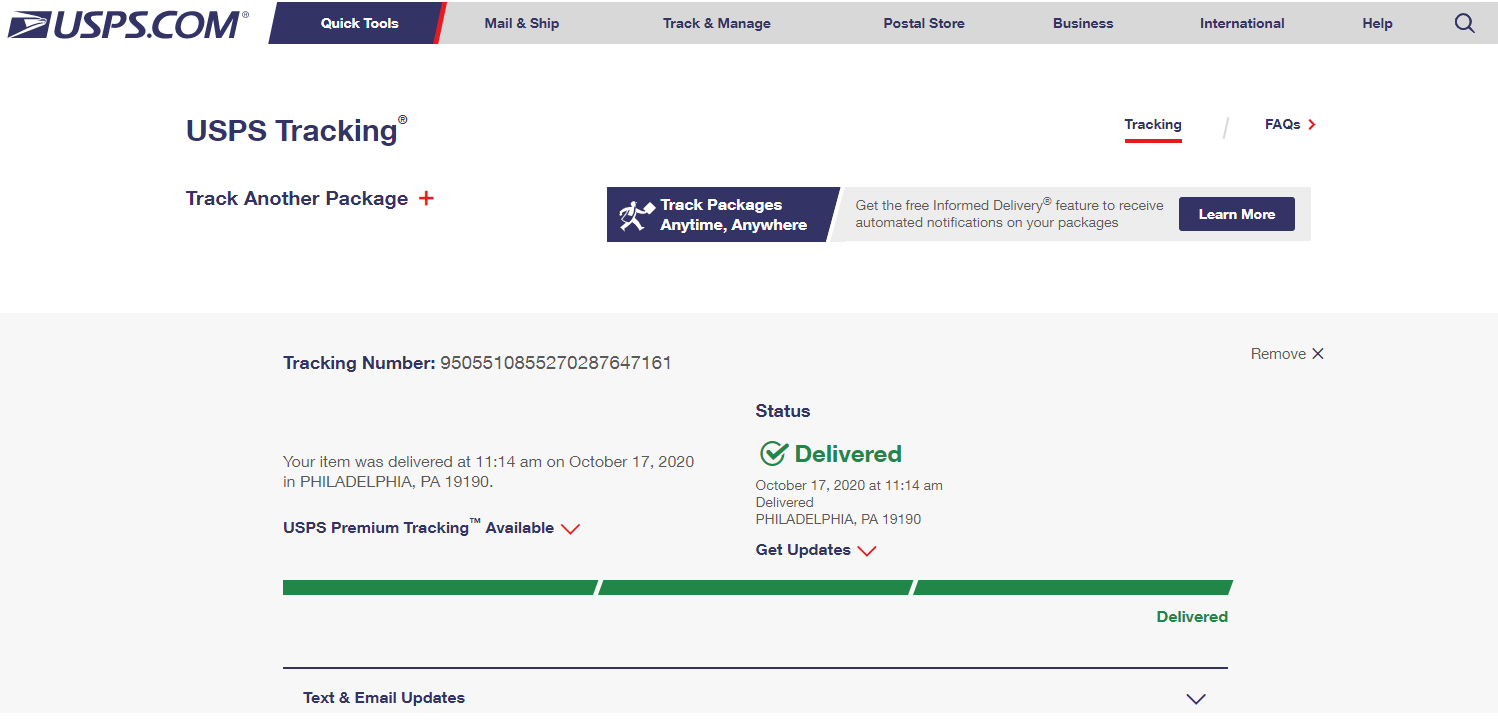 USPS.COM®
Quick Tools
Mail & Ship
Track & Manage
Postal Store
Business
International
Help
USPS Tracking®
Tracking / FAQs
Track Another Package +
Track Packages
Anytime, Anywhere
Get the free Informed Delivery® feature to receive
automated notifications on your packages
Learn More
Tracking Number: 9505510855270287647161
Remove ×
Your item was delivered at 11:14 am on October 17, 2020
in PHILADELPHIA, PA 19190.
USPS Premium Tracking™ Available
Status
Delivered
October 17, 2020 at 11:14 am
Delivered
PHILADELPHIA, PA 19190
Get Updates
Delivered
Text & Email Updates